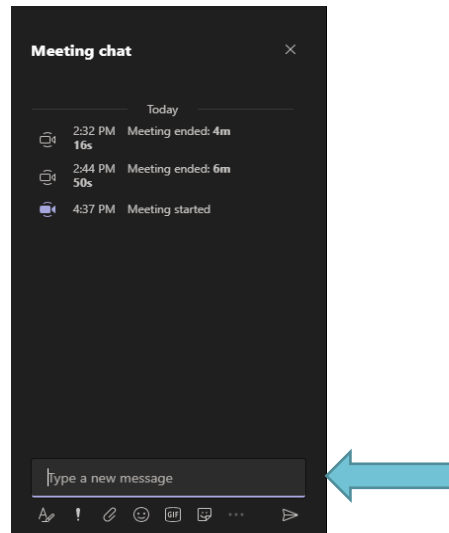 Meeting chat
Today
2:32 PM Meeting ended: 4m
16s
2:44 PM Meeting ended: 6m
50s
4:37 PM Meeting started
Type a new message
GIF